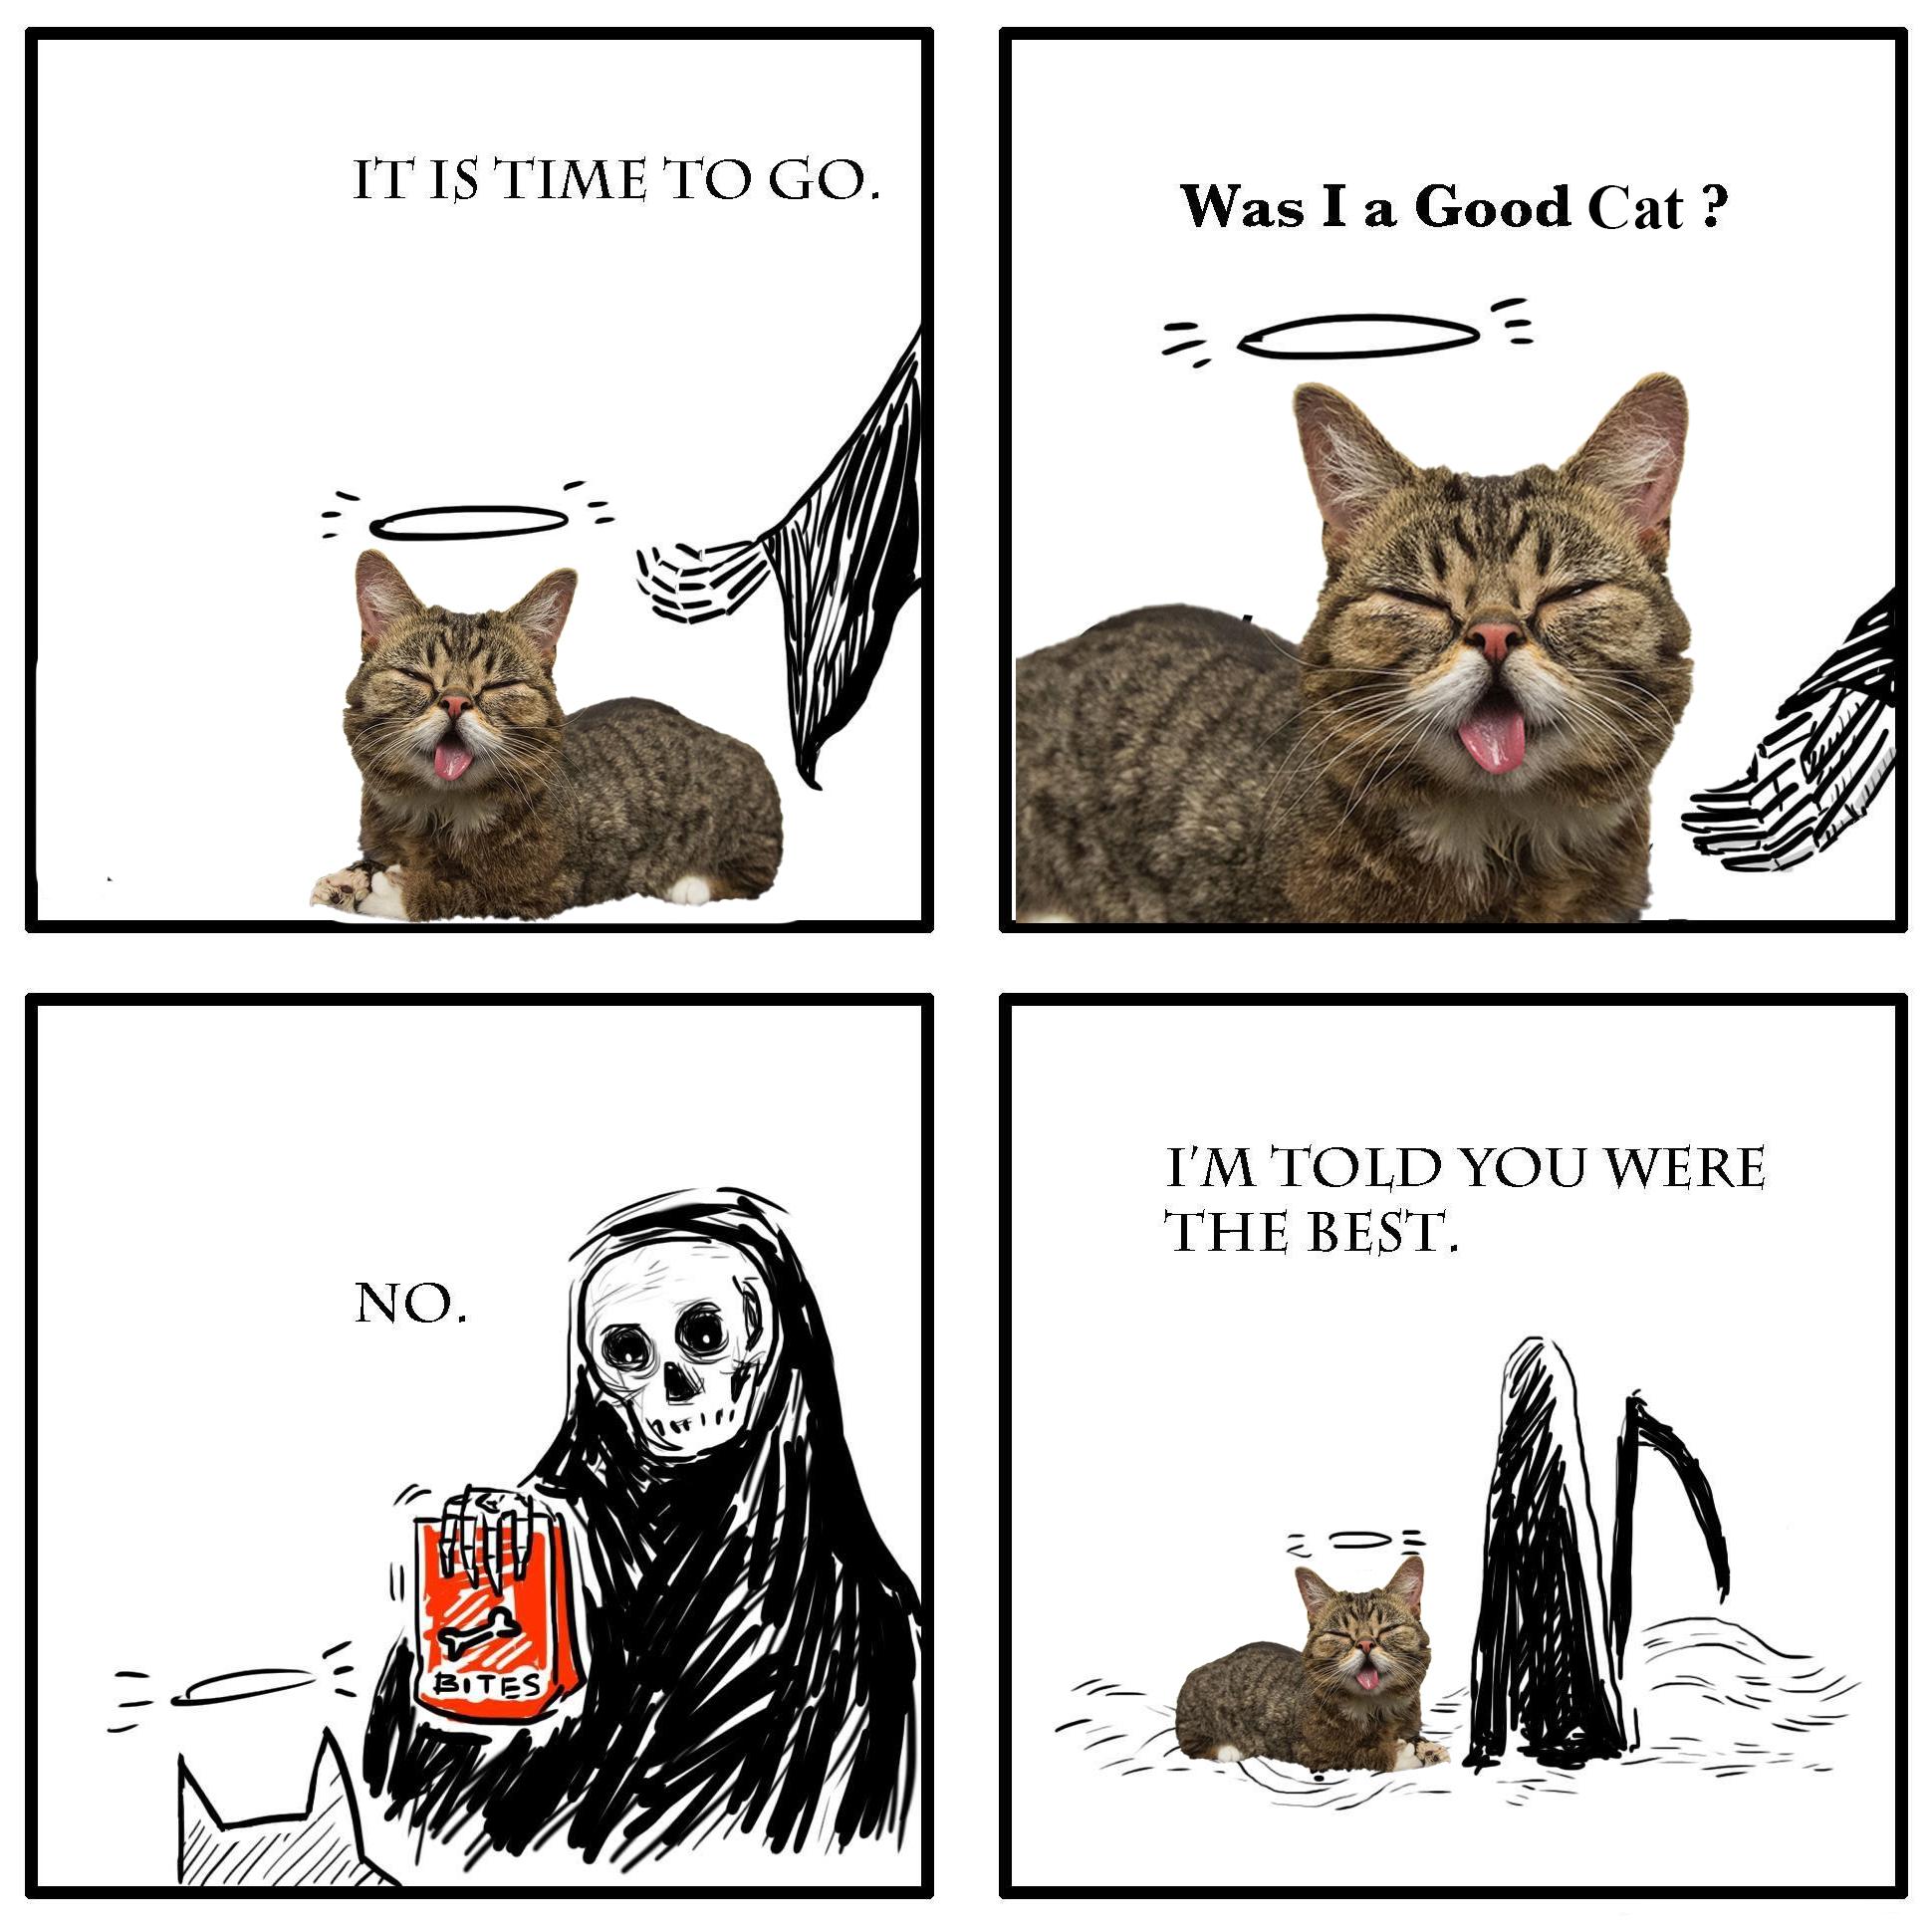 IT IS TIME TO GO.
Was I a Good Cat ?
NO.
BITES
I'M TOLD YOU WERE
THE BEST.